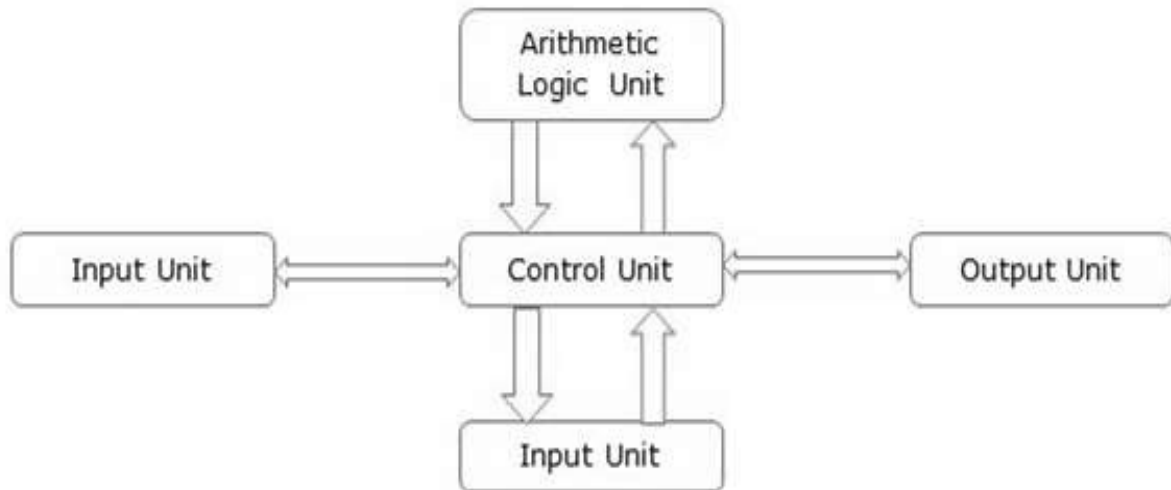 Arithmetic
Logic Unit
Input Unit
Control Unit
Output Unit
Input Unit